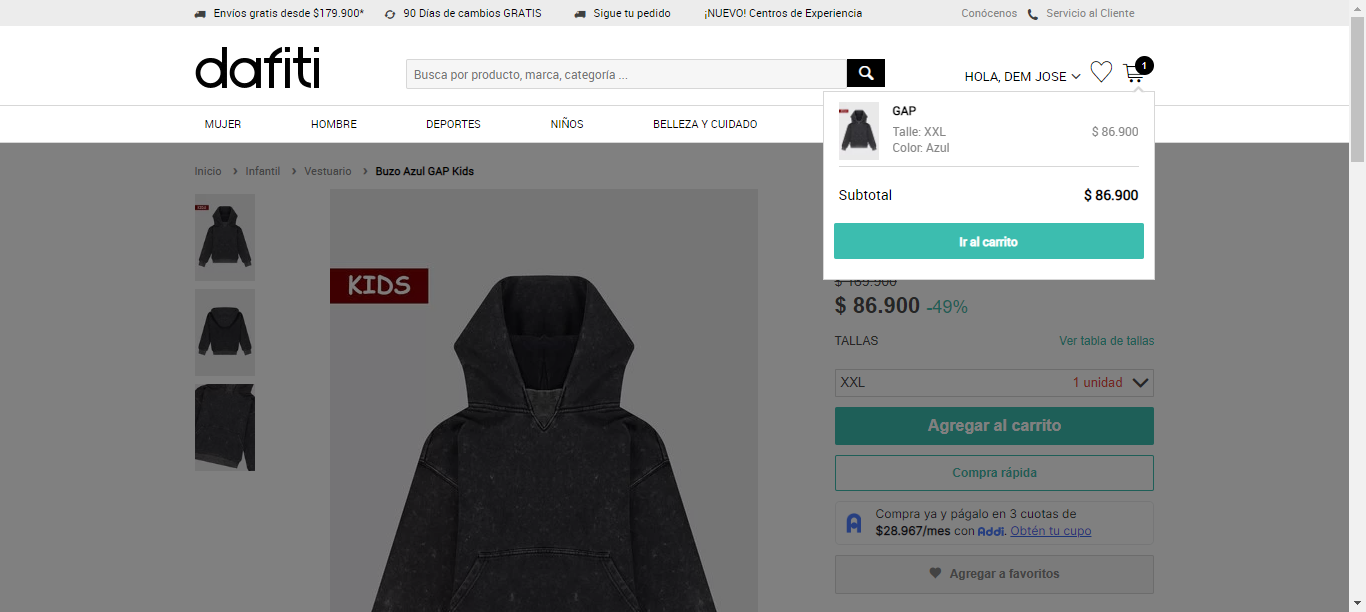 Envíos gratis desde $179.900*
90 Días de cambios GRATIS
Sigue tu pedido
¡NUEVO! Centros de Experiencia
Conócenos
Servicio al Cliente
dafiti
Busca por producto, marca, categoría ...
HOLA, DEM JOSE
1
MUJER
HOMBRE
DEPORTES
NIÑOS
BELLEZA Y CUIDADO
GAP
Talle: XXL
$ 86.900
Color: Azul
Subtotal
$ 86.900
Ir al carrito
Inicio > Infantil > Vestuario > Buzo Azul GAP Kids
KIDS
KIDS
$ 169.900
$ 86.900 -49%
TALLAS
Ver tabla de tallas
XXL
1 unidad
Agregar al carrito
Compra rápida
Compra ya y págalo en 3 cuotas de
$28.967/mes con Addi. Obtén tu cupo
Agregar a favoritos